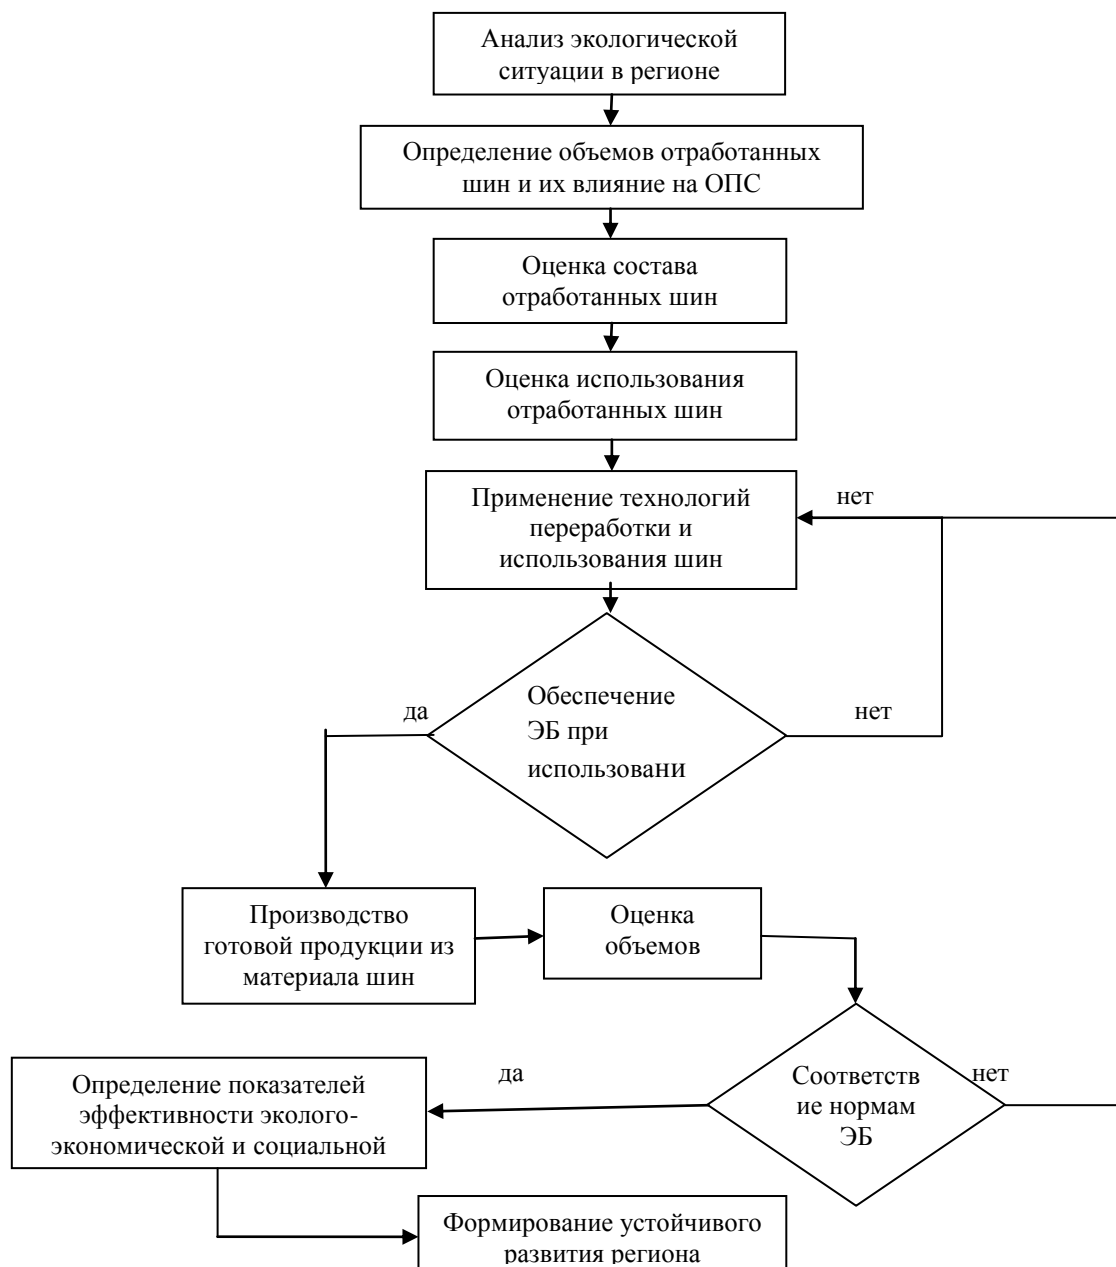 Анализ экологической
ситуации в регионе
Определение объемов отработанных
шин и их влияние на ОПС
Оценка состава
отработанных шин
Оценка использования
отработанных шин
Применение технологий
переработки и
использования шин
нет
Обеспечение
ЭБ при
использовани
да
нет
Производство
готовой продукции из
материала шин
Оценка
объемов
Соответств
ие нормам
ЭБ
да
нет
Определение показателей
эффективности эколого-
экономической и социальной
Формирование устойчивого
развития региона